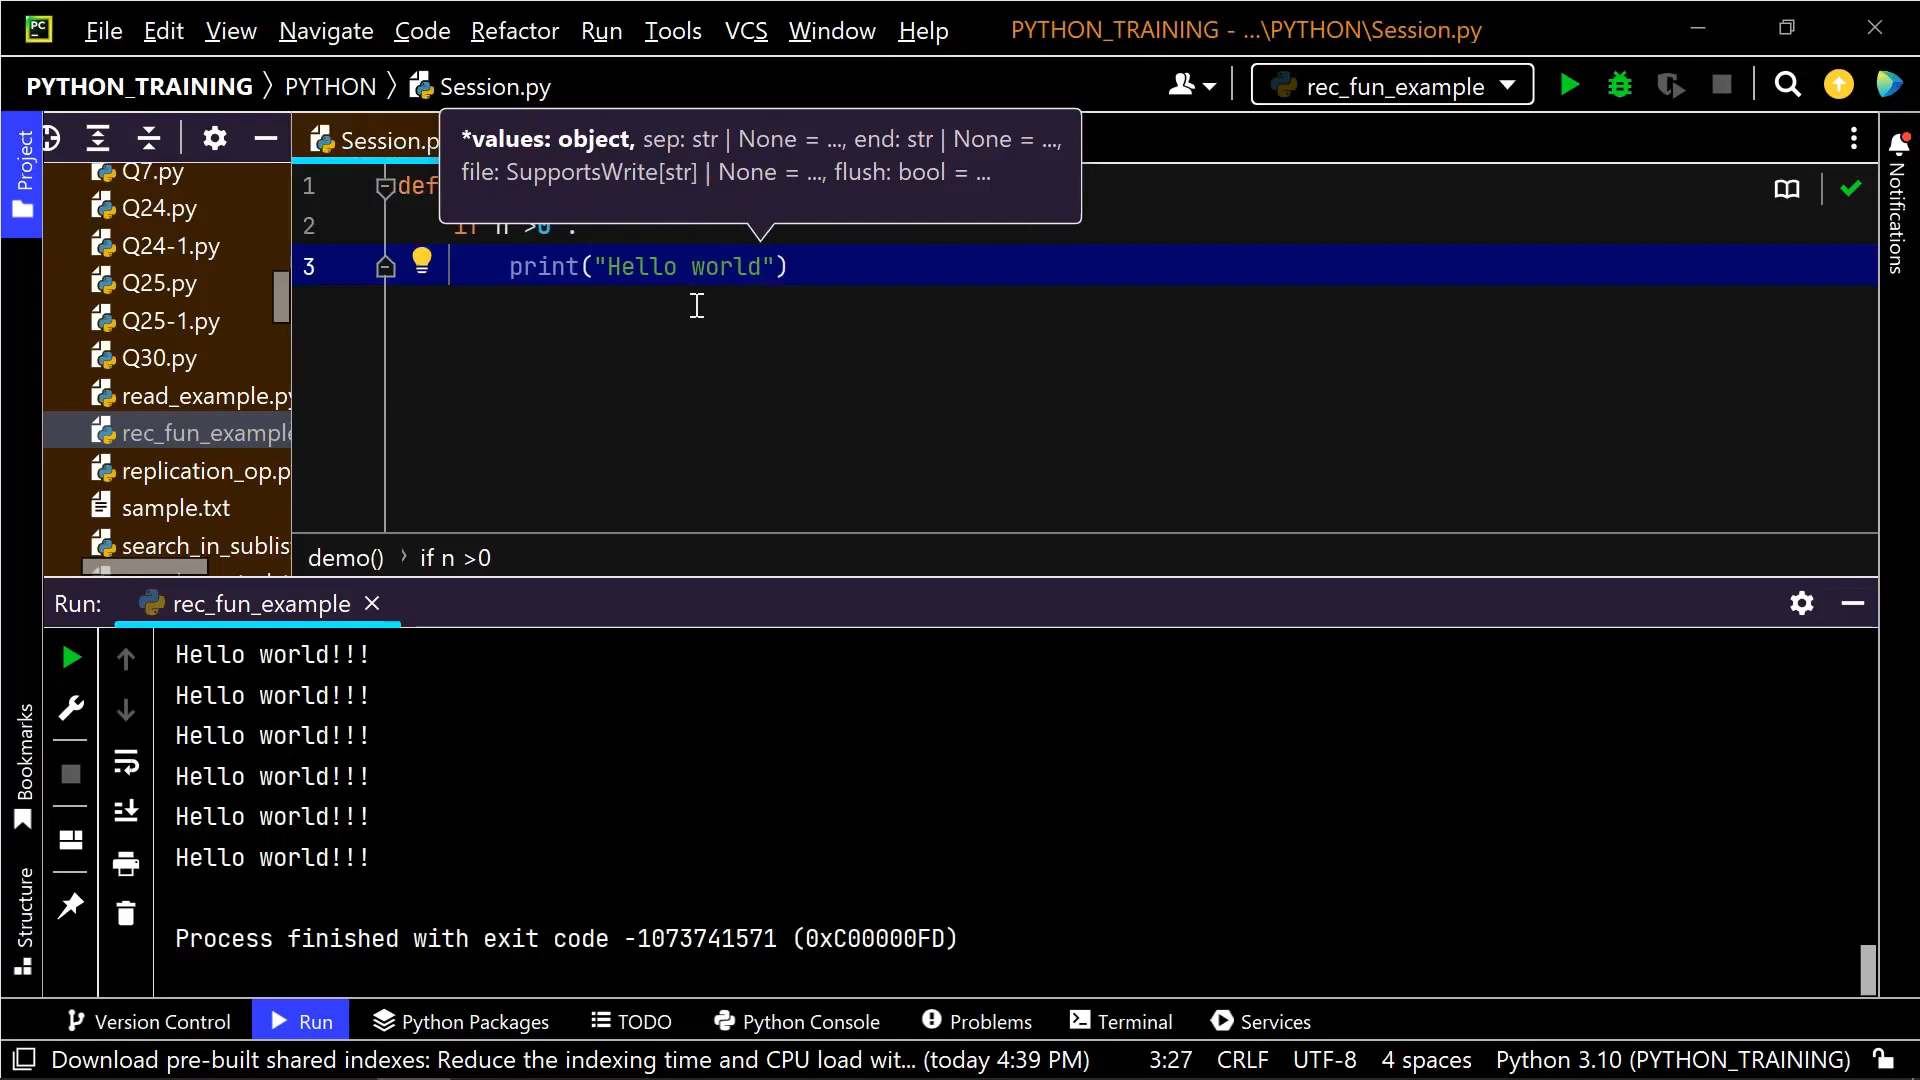 PC
File Edit View Navigate Code Refactor Run Tools VCS Window Help PYTHON_TRAINING - ...\PYTHON\Session.py
PYTHON_TRAINING PYTHON Session.py rec_fun_example
Project
Session.p
*values: object, sep: str | None = ..., end: str | None = ...,
file: SupportsWrite[str] | None = ..., flush: bool = ...
Notifications
Q7.py
Q24.py
Q24-1.py
Q25.py
Q25-1.py
Q30.py
read_example.py
rec_fun_example
replication_op.p
sample.txt
search_in_sublis
1 def
2 if n >0 :
3 print("Hello world")
demo() › if n >0
Run: rec_fun_example
Hello world!!!
Hello world!!!
Hello world!!!
Hello world!!!
Hello world!!!
Hello world!!!
Process finished with exit code -1073741571 (0xC00000FD)
Bookmarks
Structure
Version Control Run Python Packages TODO Python Console Problems Terminal Services
Download pre-built shared indexes: Reduce the indexing time and CPU load wit... (today 4:39 PM) 3:27 CRLF UTF-8 4 spaces Python 3.10 (PYTHON_TRAINING)